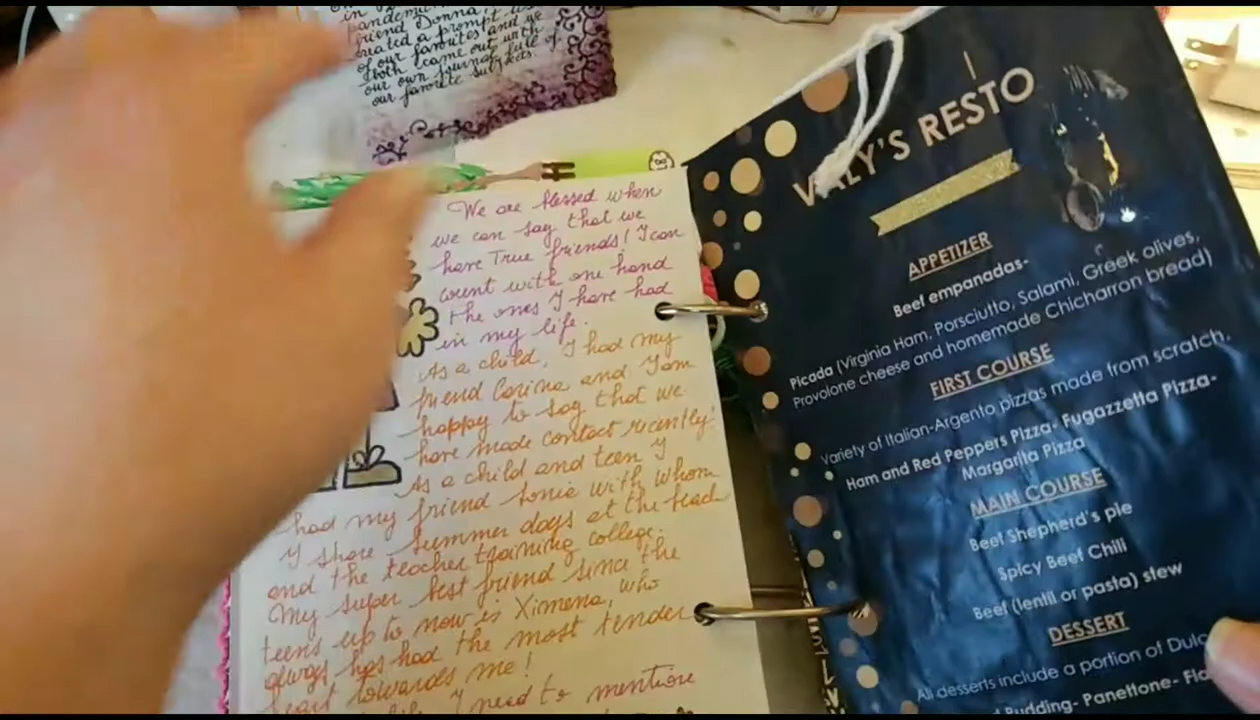 pandemic
friend Donna,
created a prompt
of our favorites and we
both came out with
our own journal full of
our favorite subjects
We are blessed when
we can say that we
have True friends! I can
count with one hand
the ones I have had
in my life.
As a child, I had my
friend Corina and I am
happy to say that we
have made contact recently!
As a child and teen I
had my friend Sonia with whom
I share summer days at the beach
and the teacher training college.
My super best friend since the
teens up to now is Ximena, who
always has had the most tender
heart towards me!
I need to mention
VALY'S RESTO
APPETIZER
Beef empanadas-
Picada (Virginia Ham, Porsciutto, Salami, Greek olives,
Provolone cheese and homemade Chicharron bread)
FIRST COURSE
Variety of Italian-Argento pizzas made from scratch.
Ham and Red Peppers Pizza- Fugazzetta Pizza-
Margarita Pizza
MAIN COURSE
Beef Shepherd's pie
Spicy Beef Chili
Beef (lentil or pasta) stew
DESSERT
All desserts include a portion of Dulc
Pudding- Panettone- Fla